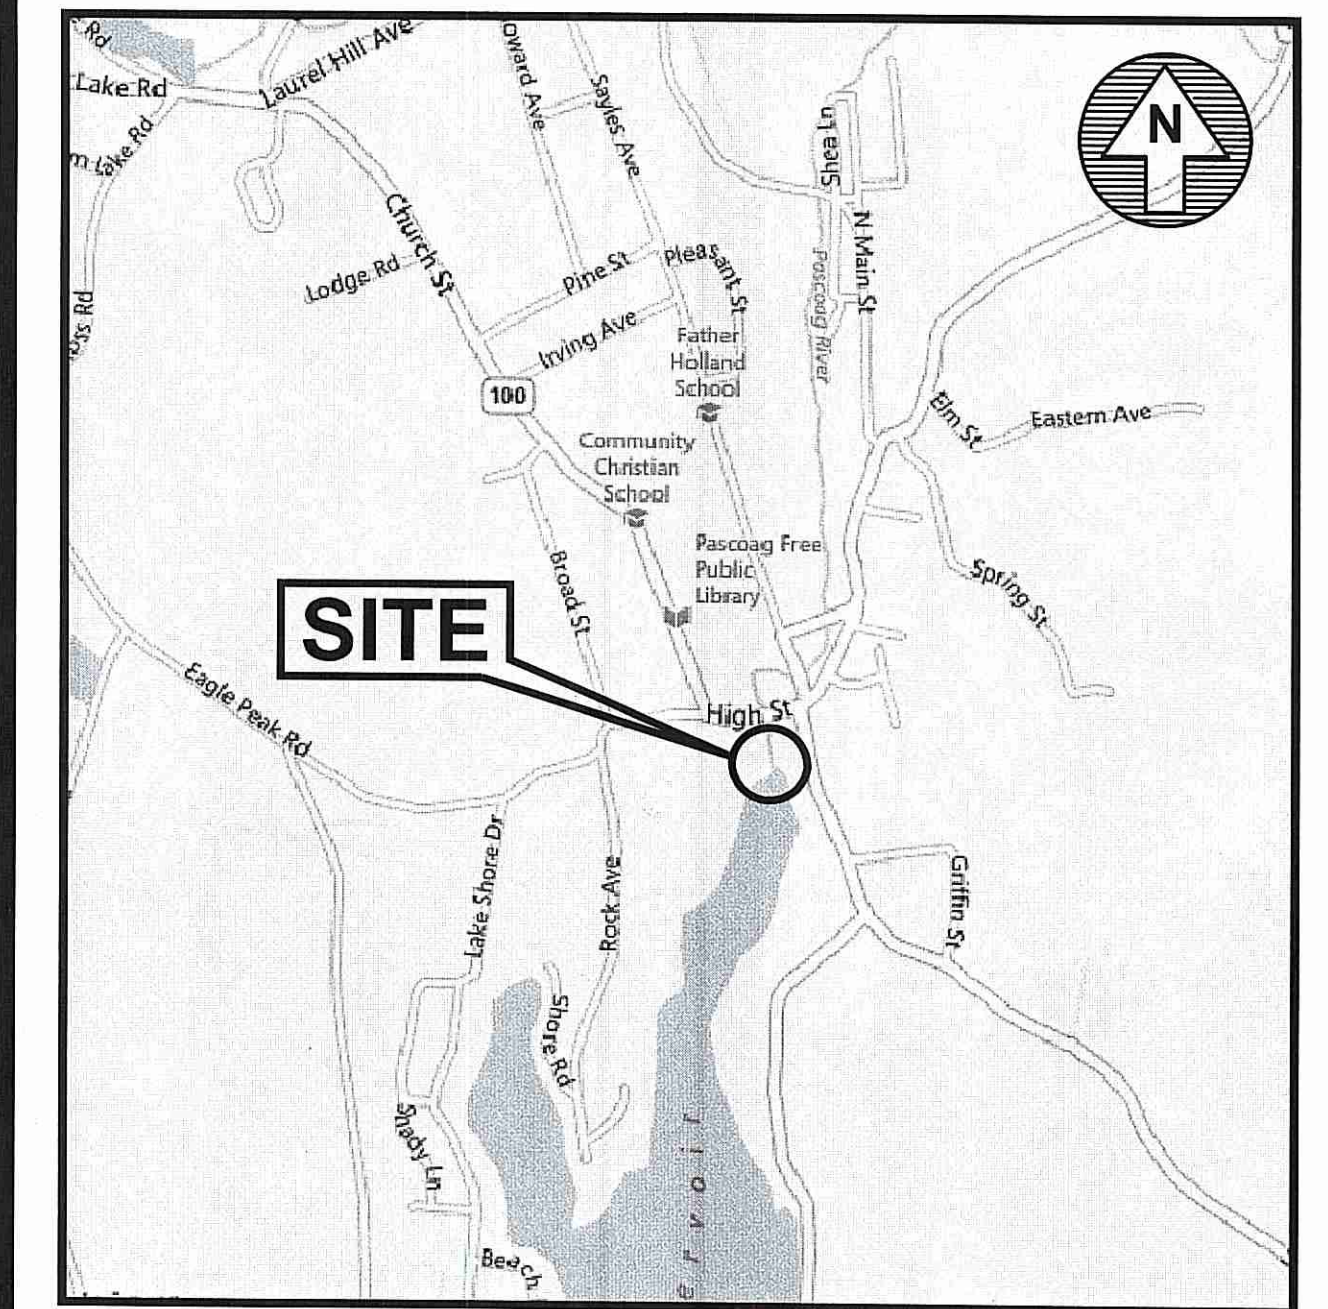 Rd
Laurel Hill Ave
oward Ave
Sayles Ave
Lake Rd
m Lake Rd
Shea Ln
N
Church St
N Main St
Lodge Rd
Pine St
Pleasant St
Pascoag River
oss Rd
Irving Ave
Father
Holland
School
100
Elm St
Eastern Ave
Community
Christian
School
Pascoag Free
Public
Library
Broad St
Spring St
SITE
Eagle Peak Rd
High St
Lake Shore Dr
Rock Ave
Griffin St
Shore Rd
Shady Ln
ervoir
Beach